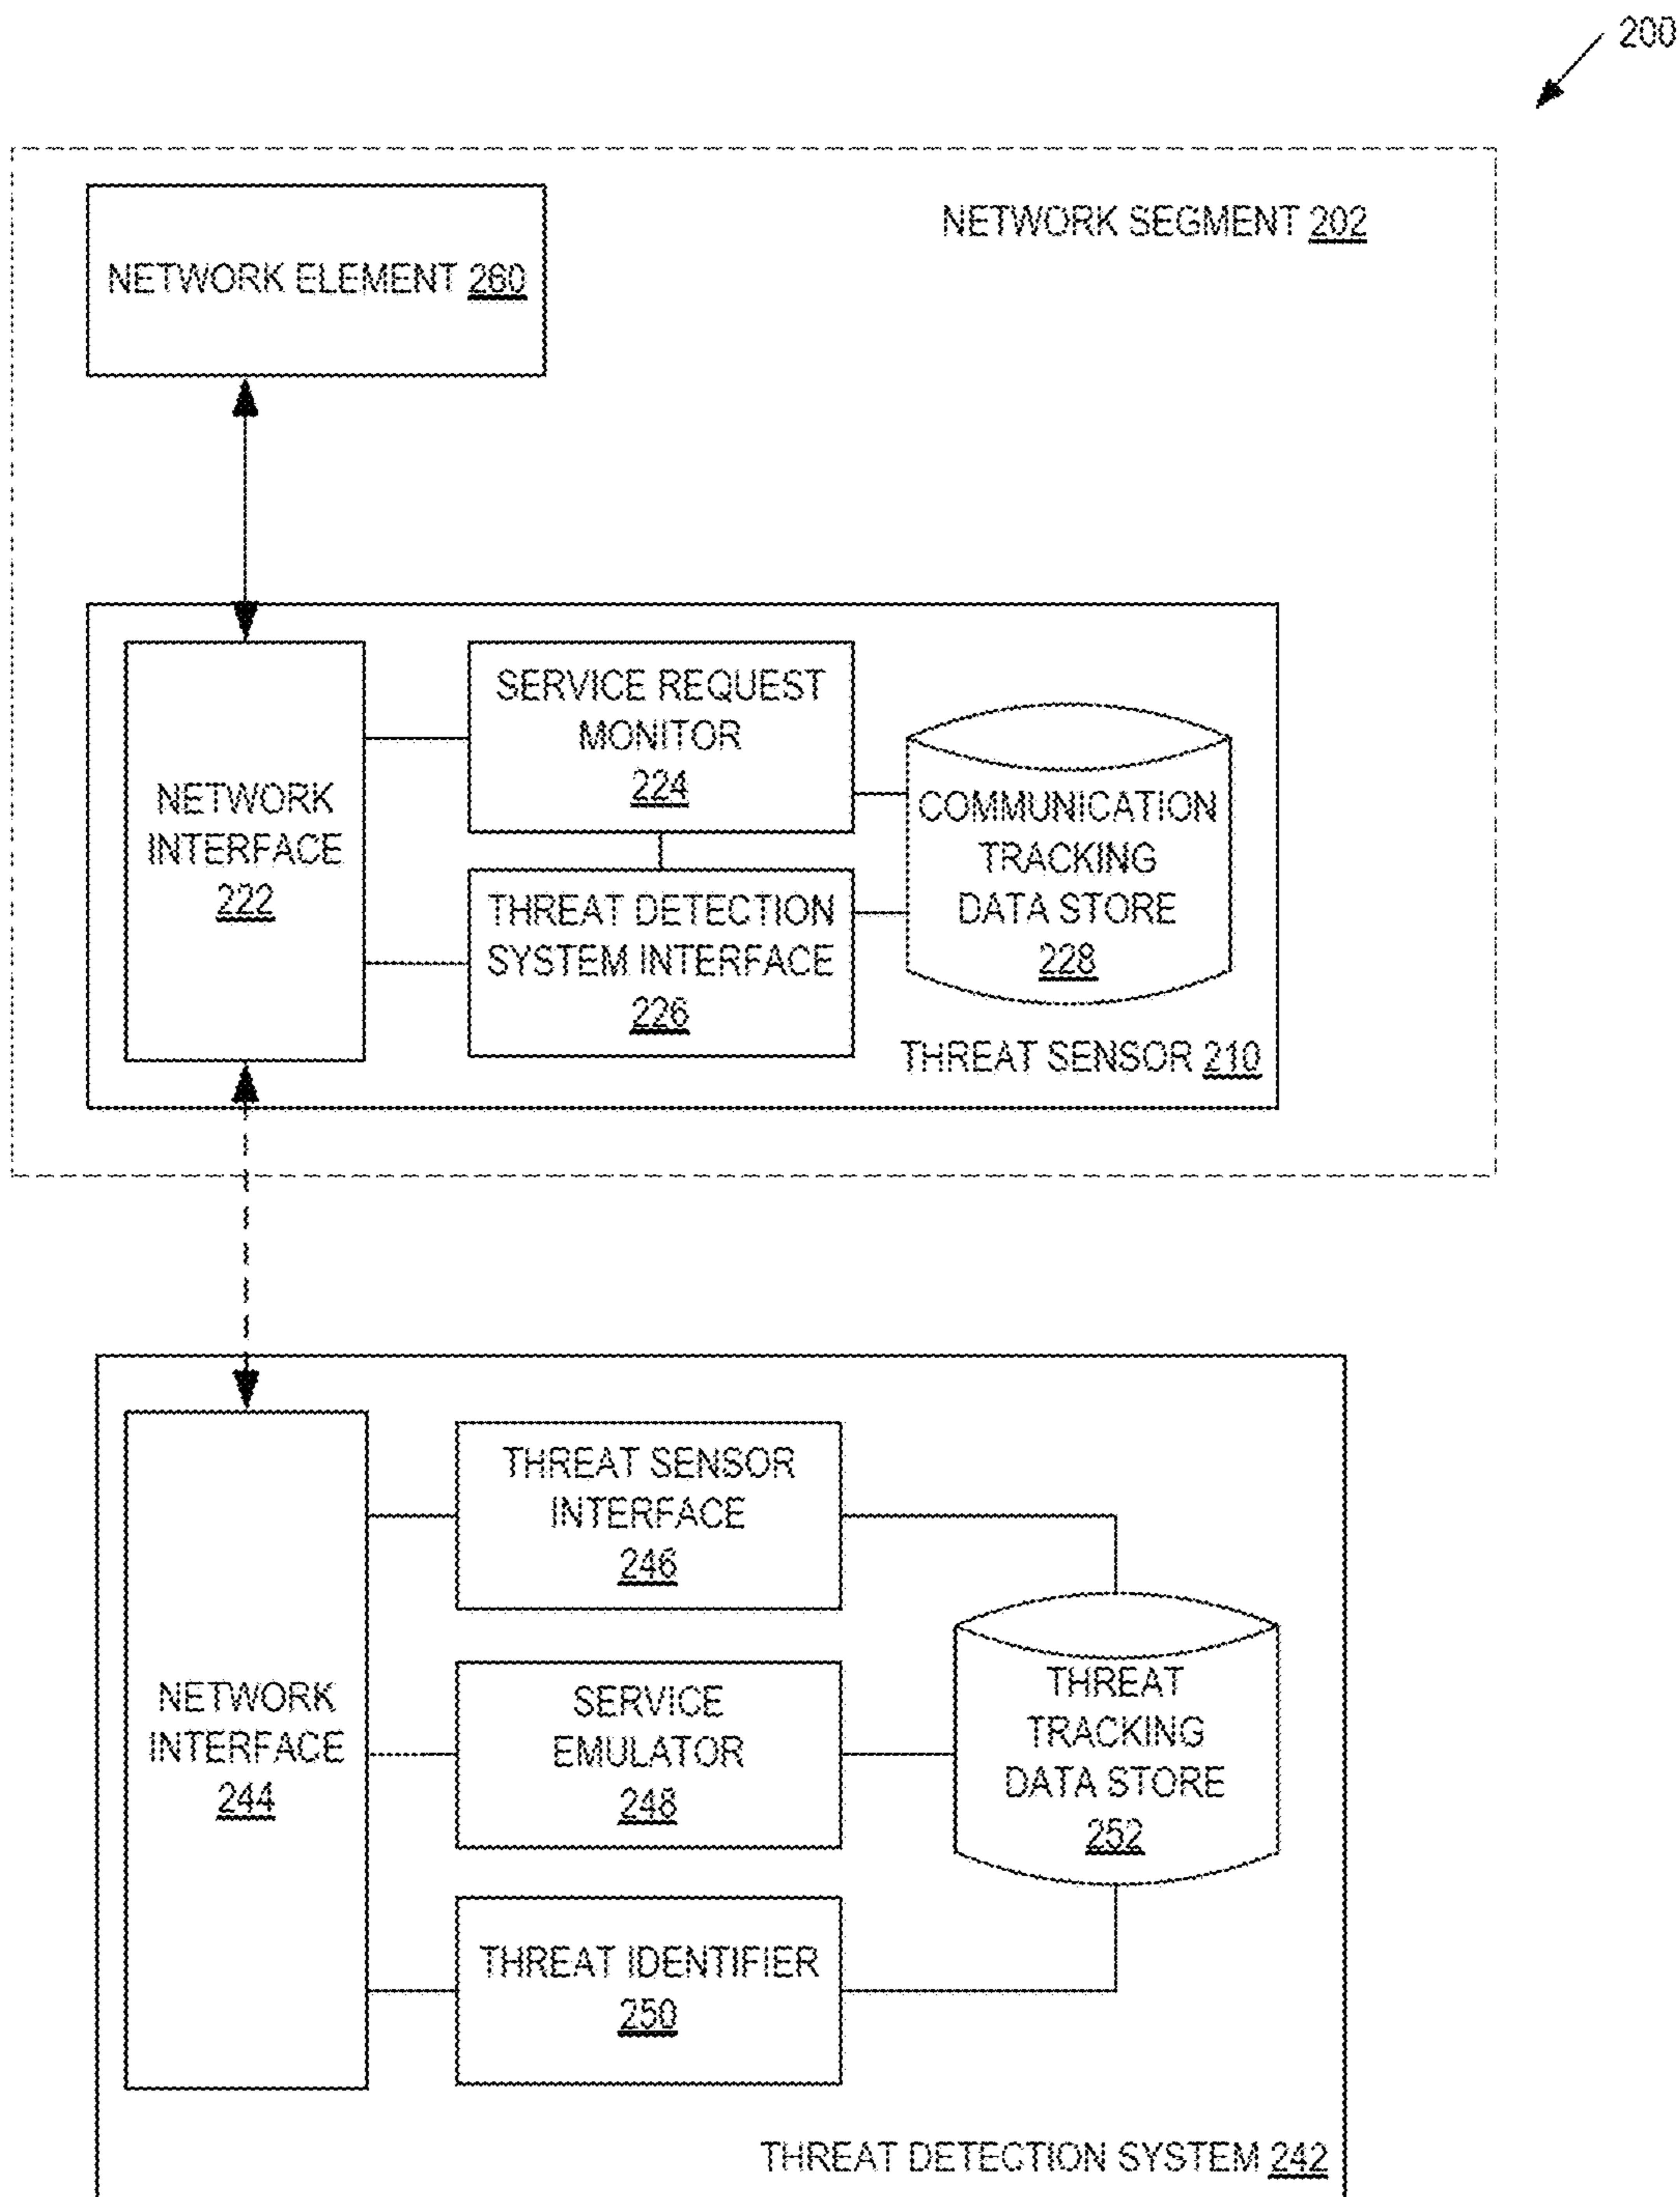 200
NETWORK SEGMENT 202
NETWORK ELEMENT 260
NETWORK
INTERFACE
222
SERVICE REQUEST
MONITOR
224
THREAT DETECTION
SYSTEM INTERFACE
226
COMMUNICATION
TRACKING
DATA STORE
228
THREAT SENSOR 210
NETWORK
INTERFACE
244
THREAT SENSOR
INTERFACE
246
SERVICE
EMULATOR
248
THREAT IDENTIFIER
250
THREAT
TRACKING
DATA STORE
252
THREAT DETECTION SYSTEM 242